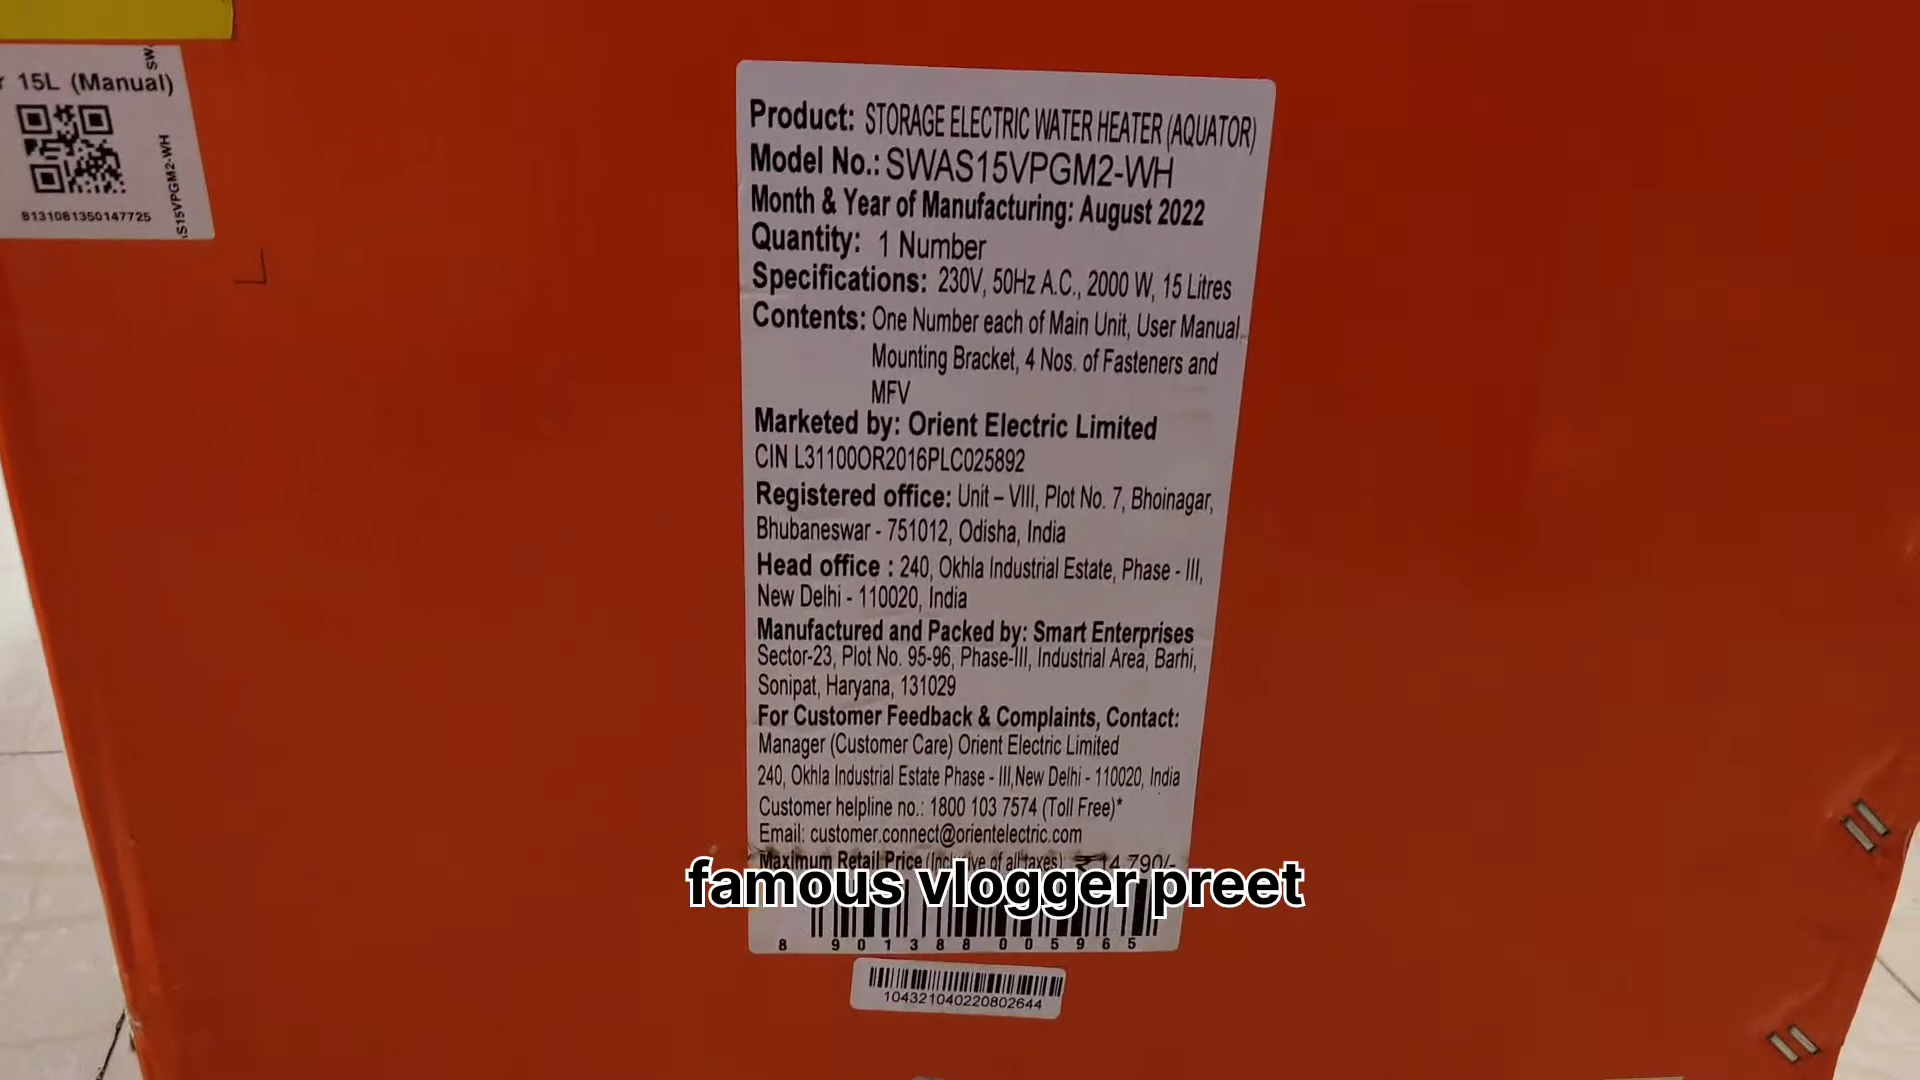 15L (Manual)
SWAS15VPGM2-WH
8131081350147725
Product: STORAGE ELECTRIC WATER HEATER (AQUATOR)
Model No.: SWAS15VPGM2-WH
Month & Year of Manufacturing: August 2022
Quantity: 1 Number
Specifications: 230V, 50Hz A.C., 2000 W, 15 Litres
Contents: One Number each of Main Unit, User Manual,
Mounting Bracket, 4 Nos. of Fasteners and
MFV
Marketed by: Orient Electric Limited
CIN L31100OR2016PLC025892
Registered office: Unit – VIII, Plot No. 7, Bhoinagar,
Bhubaneswar - 751012, Odisha, India
Head office : 240, Okhla Industrial Estate, Phase - III,
New Delhi - 110020, India
Manufactured and Packed by: Smart Enterprises
Sector-23, Plot No. 95-96, Phase-III, Industrial Area, Barhi,
Sonipat, Haryana, 131029
For Customer Feedback & Complaints, Contact:
Manager (Customer Care) Orient Electric Limited
240, Okhla Industrial Estate Phase - III,New Delhi - 110020, India
Customer helpline no.: 1800 103 7574 (Toll Free)*
Email: customer.connect@orientelectric.com
Maximum Retail Price (Inclusive of all taxes): ₹ 14,790/-
famous vlogger preet
8 901388 005965
104321040220802644